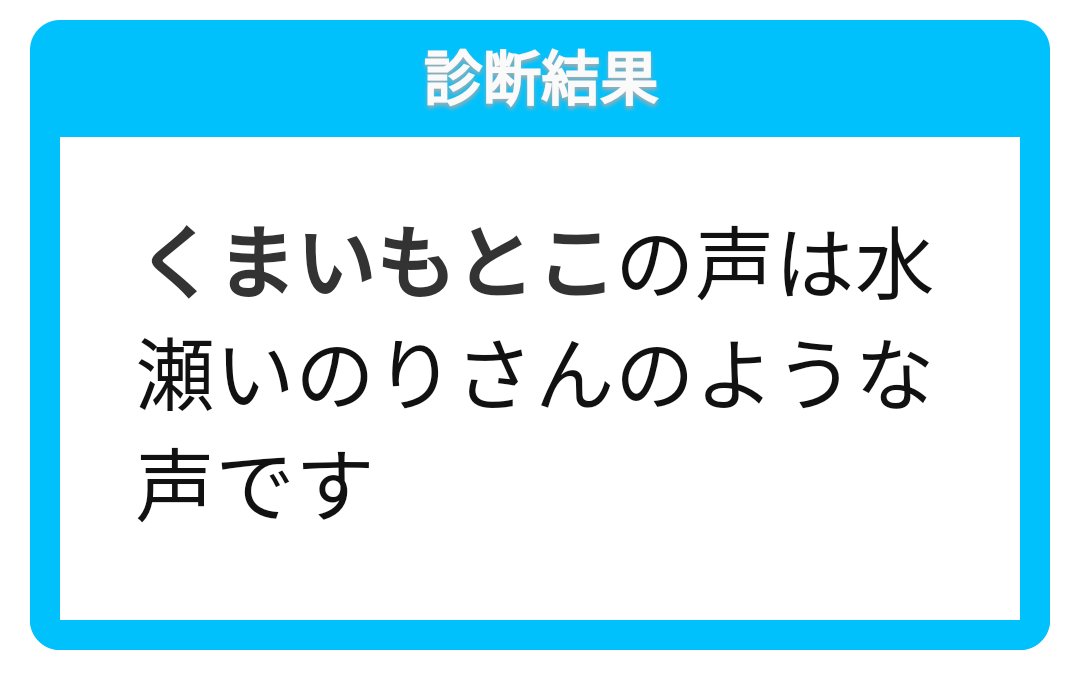 診断結果
くまいもとこの声は水
瀬いのりさんのような
声です